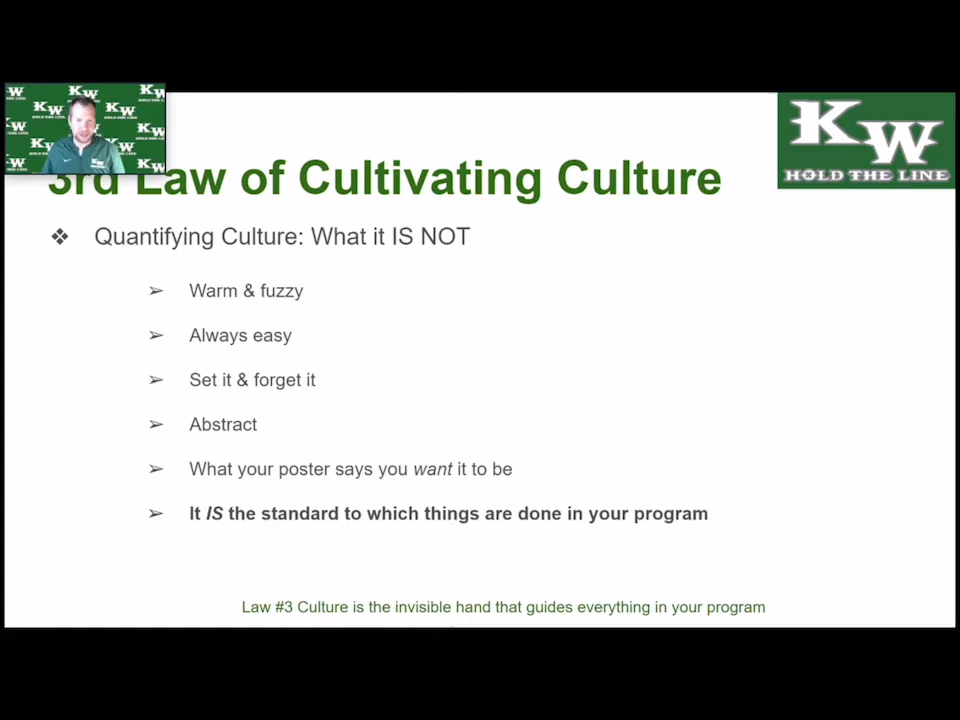 KW
HOLD THE LINE
3rd Law of Cultivating Culture
❖ Quantifying Culture: What it IS NOT
➢ Warm & fuzzy
➢ Always easy
➢ Set it & forget it
➢ Abstract
➢ What your poster says you want it to be
➢ It IS the standard to which things are done in your program
Law #3 Culture is the invisible hand that guides everything in your program